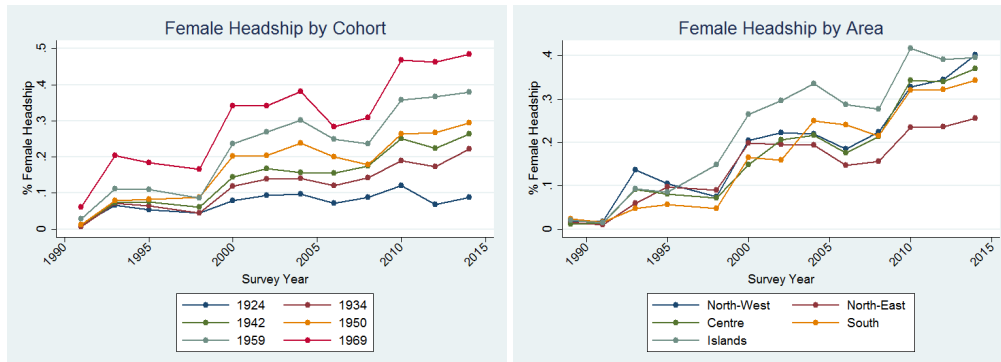 Female Headship by Cohort
% Female Headship
.5
.4
.3
.2
.1
0
1990
1995
2000
2005
2010
2015
Survey Year
1924
1934
1942
1950
1959
1969
Female Headship by Area
% Female Headship
.4
.3
.2
.1
0
1990
1995
2000
2005
2010
2015
Survey Year
North-West
North-East
Centre
South
Islands